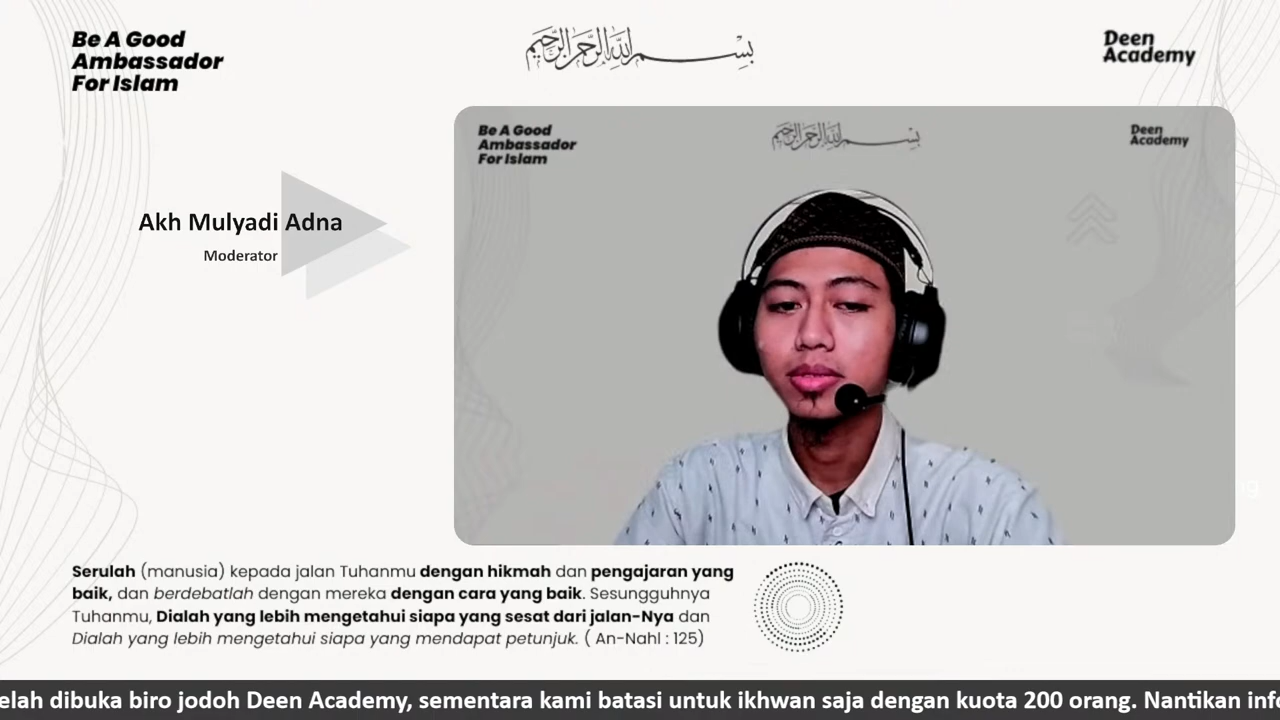 Be A Good
Ambassador
For Islam
بسم الله الرحمن الرحيم
Deen
Academy
Be A Good
Ambassador
For Islam
بسم الله الرحمن الرحيم
Deen
Academy
Akh Mulyadi Adna
Moderator
Serulah (manusia) kepada jalan Tuhanmu dengan hikmah dan pengajaran yang
baik, dan berdebatlah dengan mereka dengan cara yang baik. Sesungguhnya
Tuhanmu, Dialah yang lebih mengetahui siapa yang sesat dari jalan-Nya dan
Dialah yang lebih mengetahui siapa yang mendapat petunjuk. ( An-Nahl : 125)
elah dibuka biro jodoh Deen Academy, sementara kami batasi untuk ikhwan saja dengan kuota 200 orang. Nantikan info